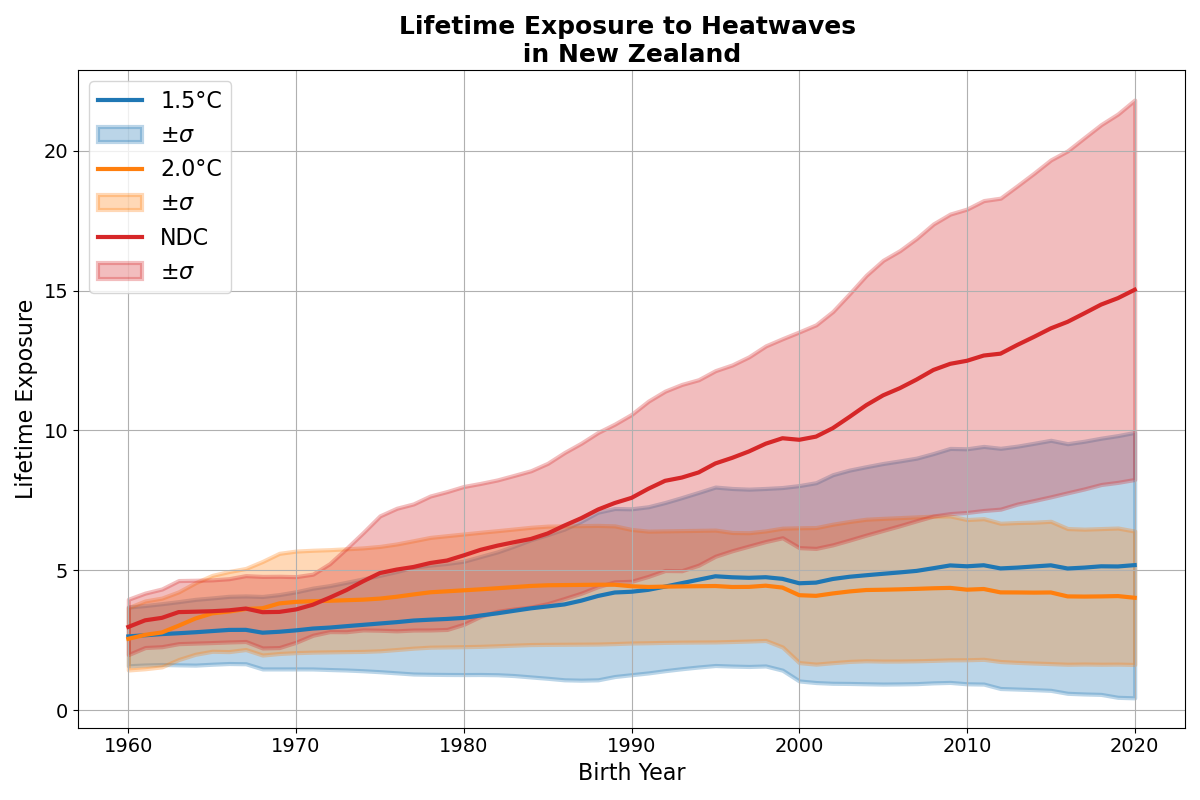 Lifetime Exposure to Heatwaves
in New Zealand
1.5°C
±σ
2.0°C
±σ
NDC
±σ
Lifetime Exposure
20
15
10
5
0
1960 1970 1980 1990 2000 2010 2020
Birth Year